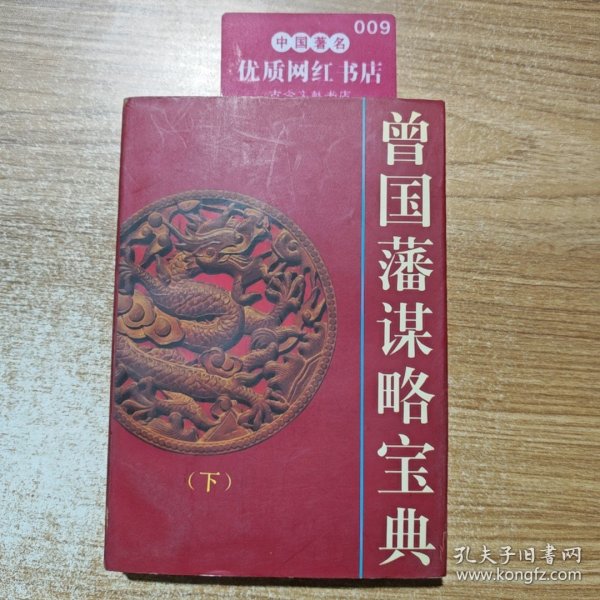 009
中国著名
优质网红书店
曾国藩谋略宝典
（下）
孔夫子旧书网
www.kongfz.com